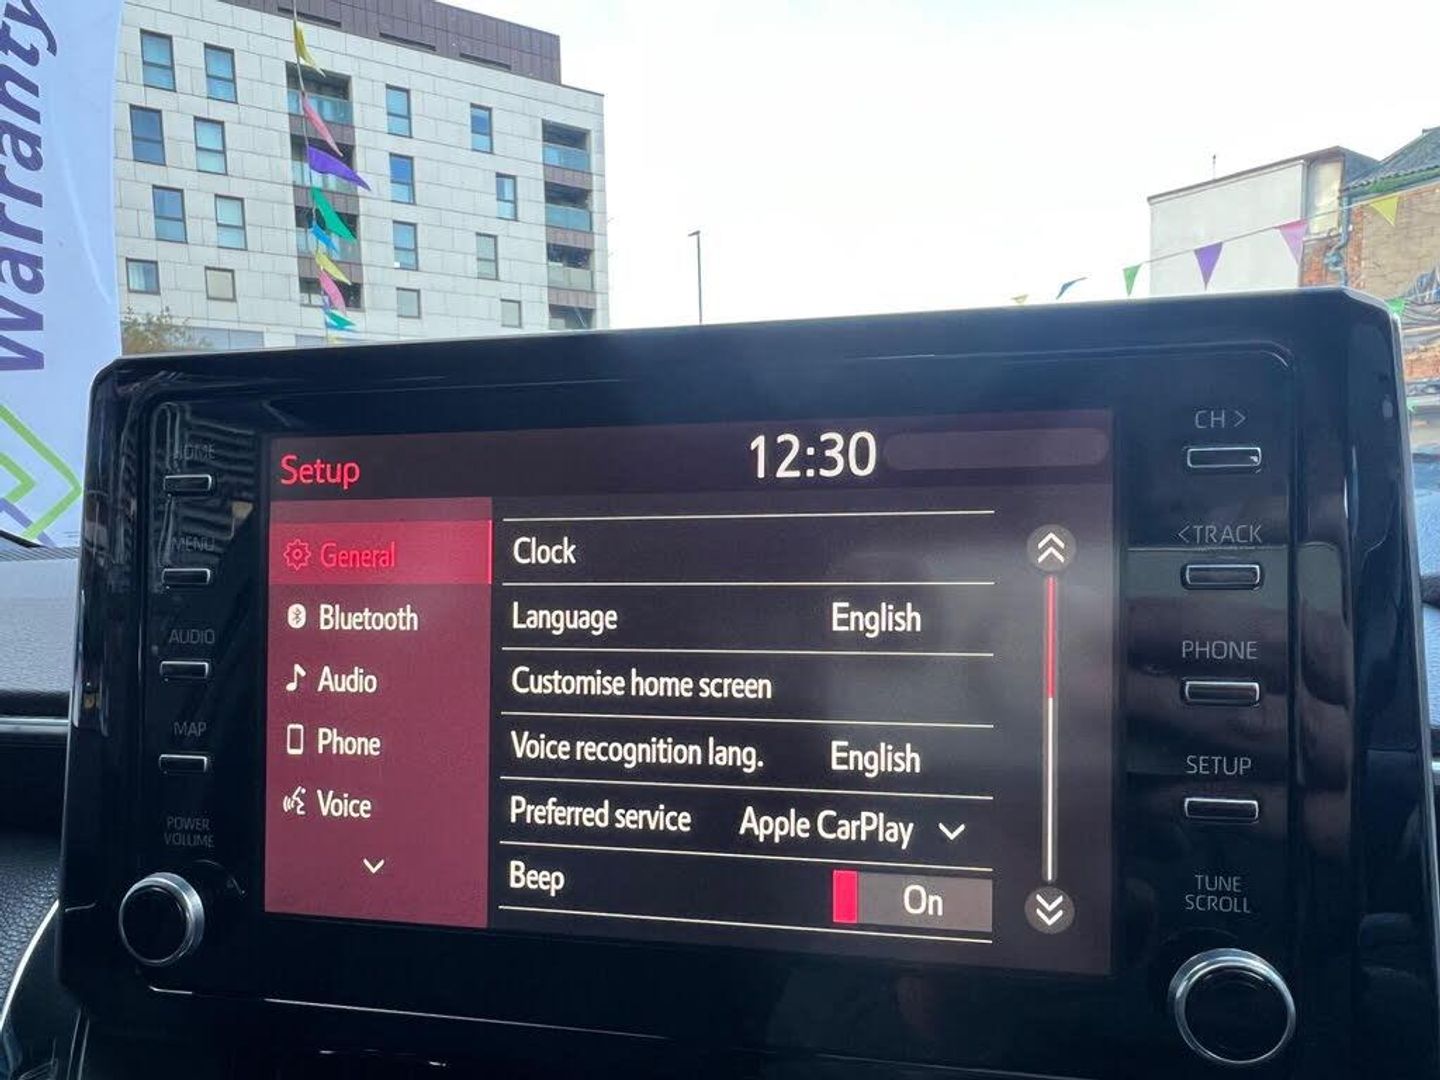 Warranty
HOME
MENU
AUDIO
MAP
POWER
VOLUME
Setup
12:30
General
Bluetooth
Audio
Phone
Voice
Clock
Language English
Customise home screen
Voice recognition lang. English
Preferred service Apple CarPlay
Beep On
CH >
<TRACK
PHONE
SETUP
TUNE
SCROLL